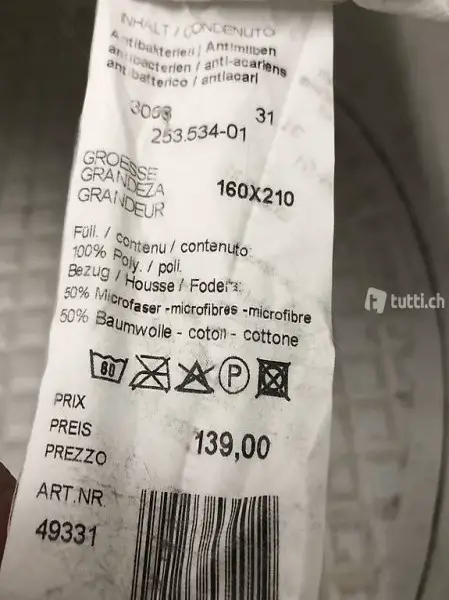 INHALT / CONDENUTO
Antibakterien / Antimilben
antibacterien / anti-acariens
antibatterico / antiacari
3058 31
253.534-01
GROESSE
GRANDEZA
GRANDEUR
160X210
Füll. / contenu / contenuto:
100% Poly. / poli.
Bezug / Housse / Fodera:
50% Microfaser -microfibres -microfibre
50% Baumwolle - coton - cottone
60
P
PRIX
PREIS
PREZZO
139,00
ART.NR.
49331
tutti.ch